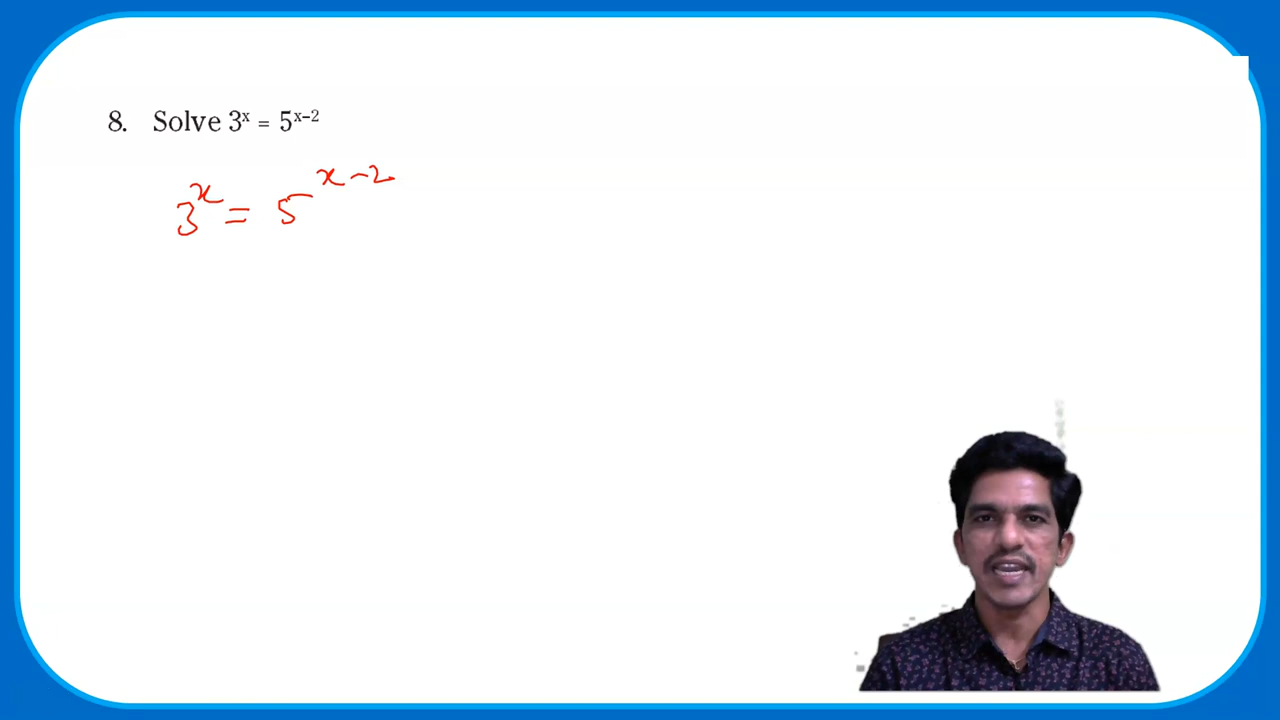 8. Solve 3ˣ = 5ˣ⁻²
3ˣ = 5ˣ⁻²